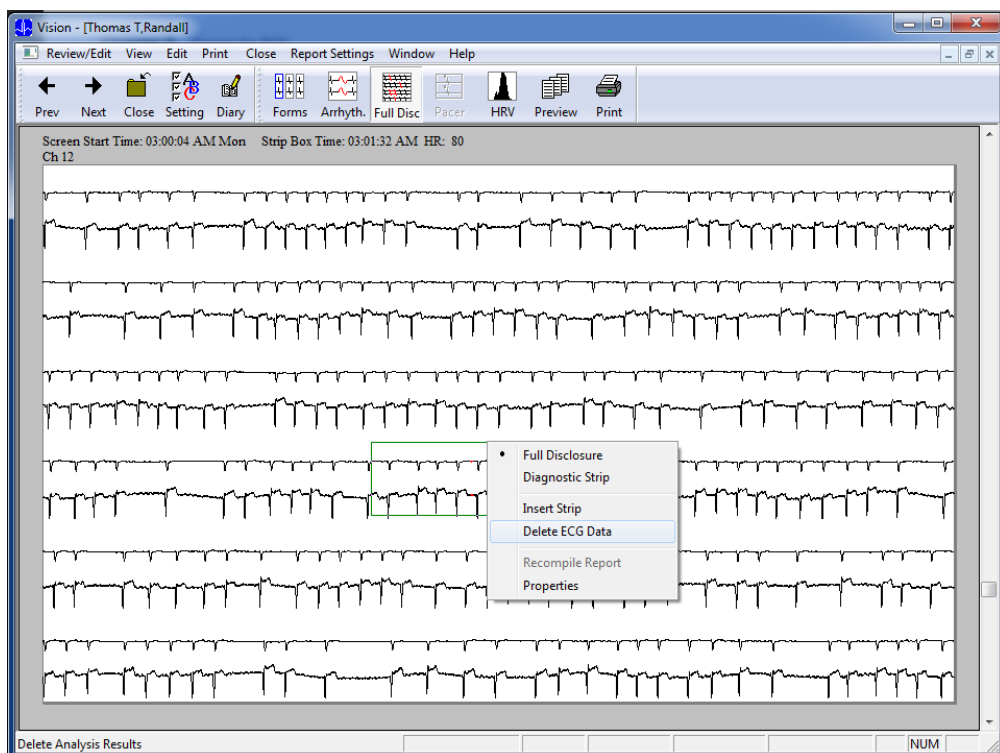 Vision - [Thomas T,Randall]
Review/Edit View Edit Print Close Report Settings Window Help
Prev Next Close Setting Diary Forms Arrhyth. Full Disc Pacer HRV Preview Print
Screen Start Time: 03:00:04 AM Mon Strip Box Time: 03:01:32 AM HR: 80
Ch 12
Full Disclosure
Diagnostic Strip
Insert Strip
Delete ECG Data
Recompile Report
Properties
Delete Analysis Results NUM